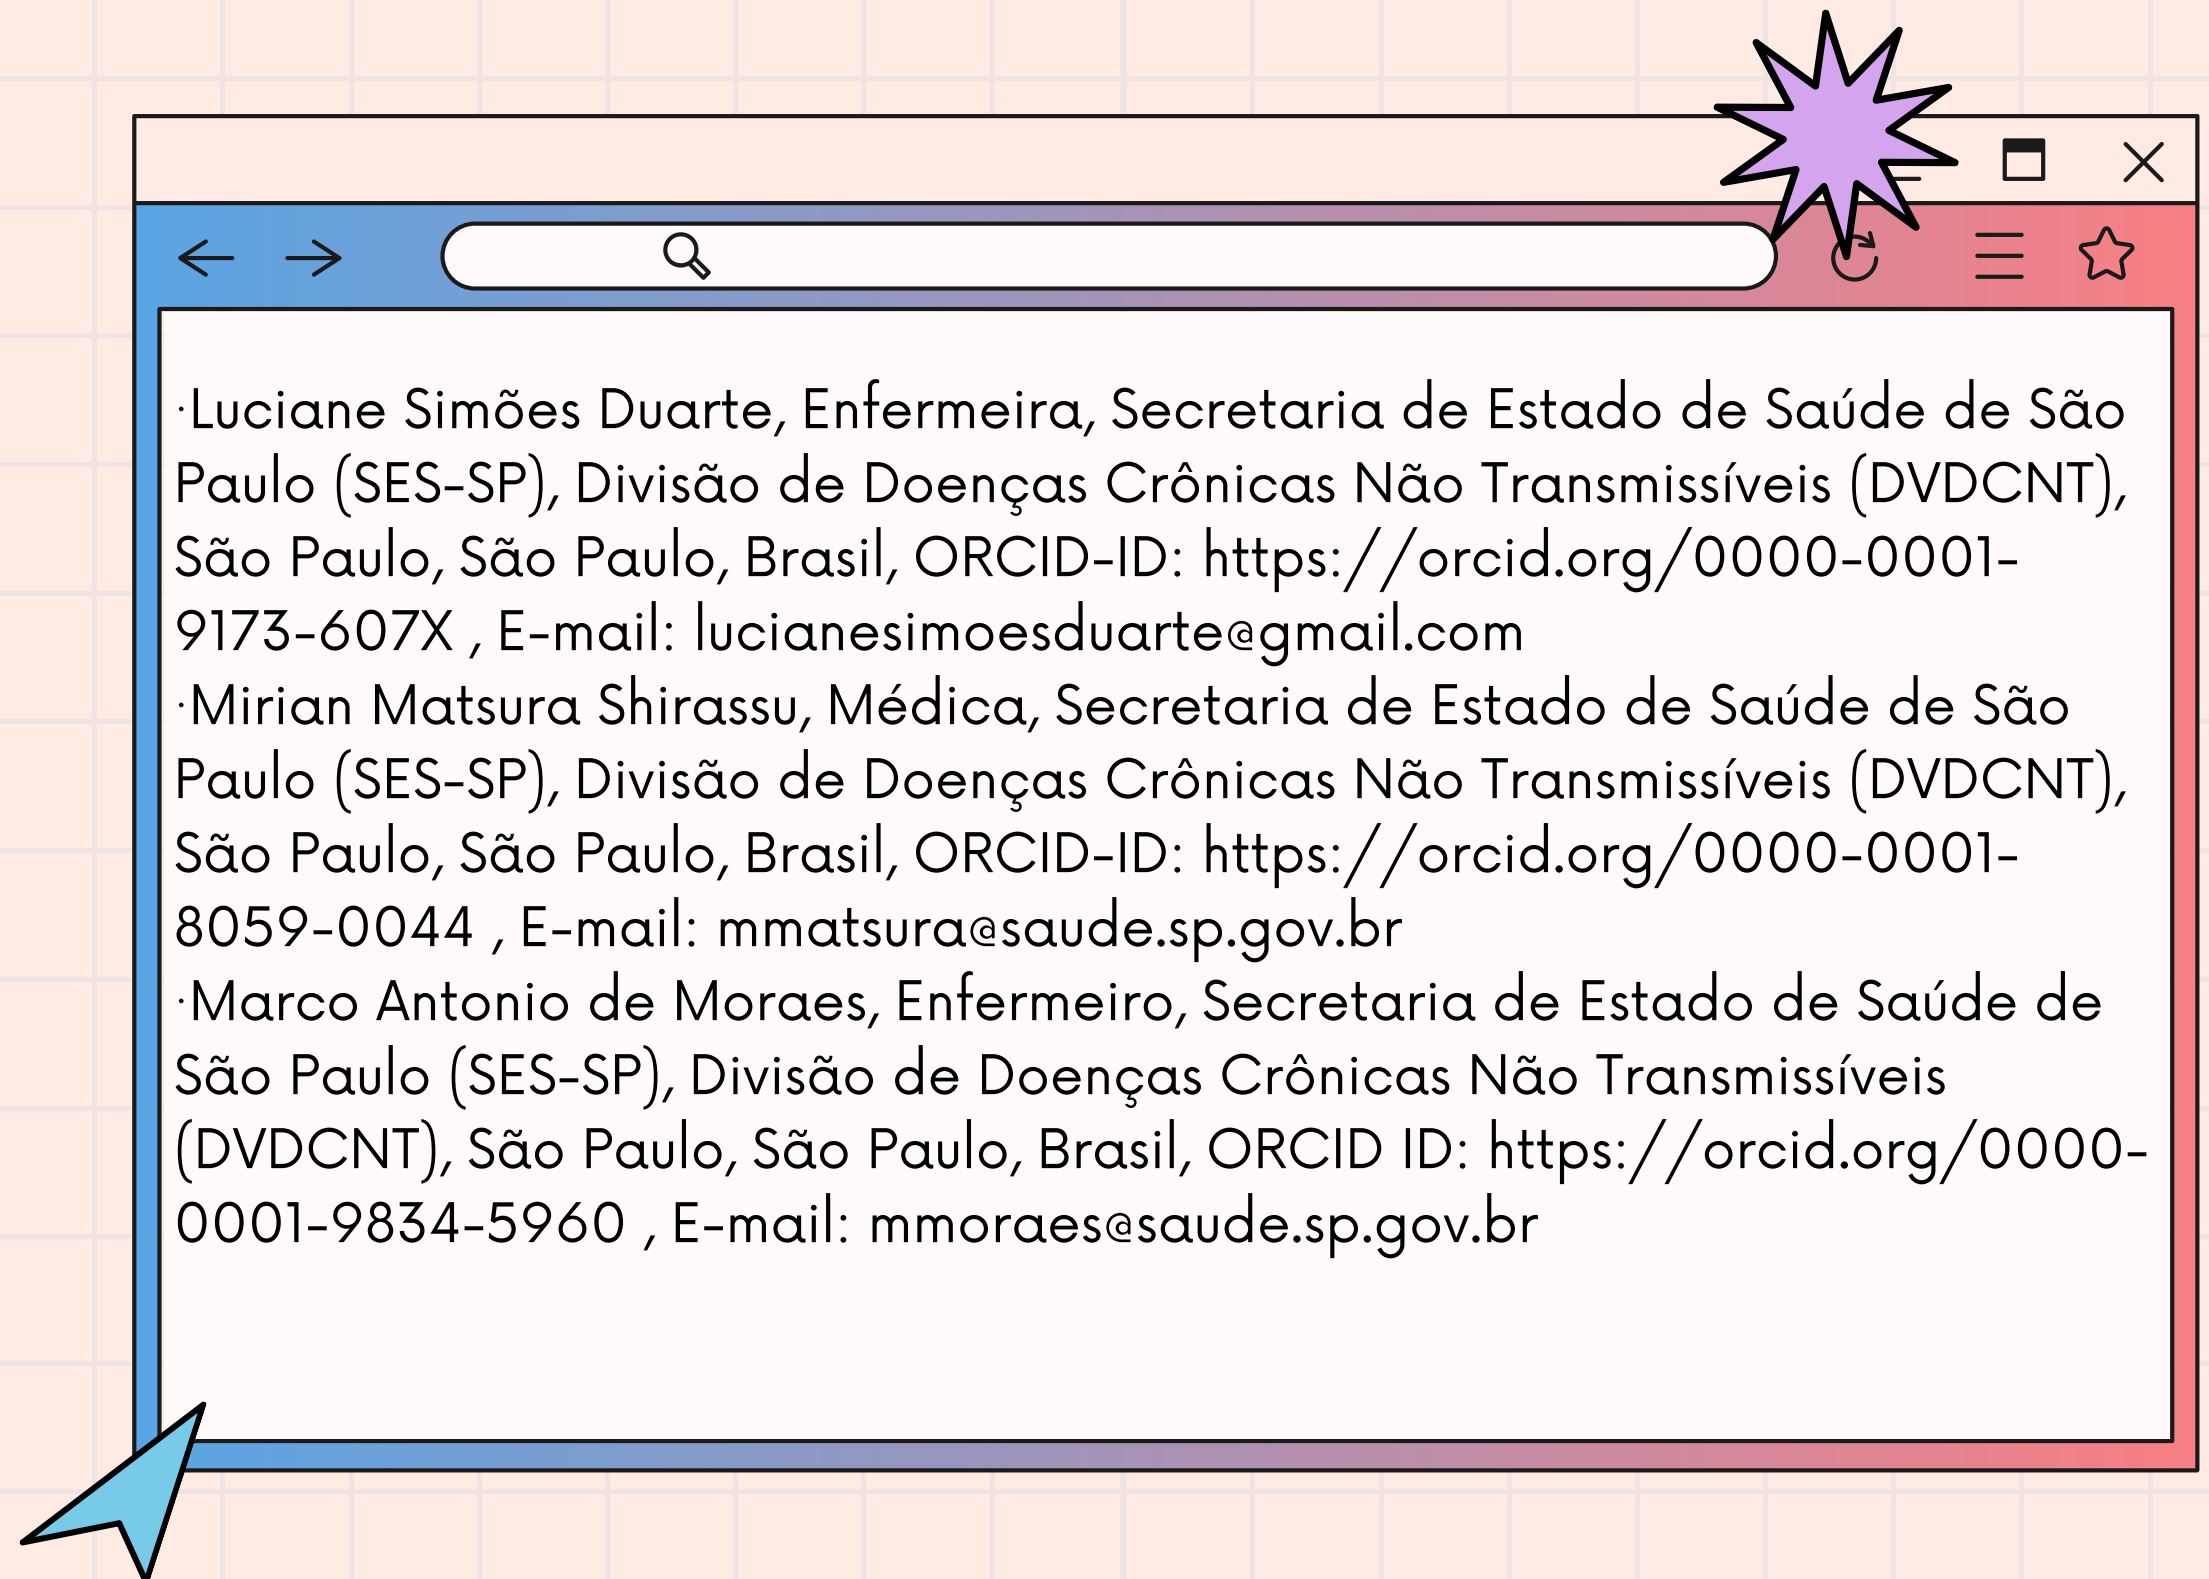 ·Luciane Simões Duarte, Enfermeira, Secretaria de Estado de Saúde de São
Paulo (SES-SP), Divisão de Doenças Crônicas Não Transmissíveis (DVDCNT),
São Paulo, São Paulo, Brasil, ORCID-ID: https://orcid.org/0000-0001-
9173-607X , E-mail: lucianesimoesduarte@gmail.com
·Mirian Matsura Shirassu, Médica, Secretaria de Estado de Saúde de São
Paulo (SES-SP), Divisão de Doenças Crônicas Não Transmissíveis (DVDCNT),
São Paulo, São Paulo, Brasil, ORCID-ID: https://orcid.org/0000-0001-
8059-0044 , E-mail: mmatsura@saude.sp.gov.br
·Marco Antonio de Moraes, Enfermeiro, Secretaria de Estado de Saúde de
São Paulo (SES-SP), Divisão de Doenças Crônicas Não Transmissíveis
(DVDCNT), São Paulo, São Paulo, Brasil, ORCID ID: https://orcid.org/0000-
0001-9834-5960 , E-mail: mmoraes@saude.sp.gov.br